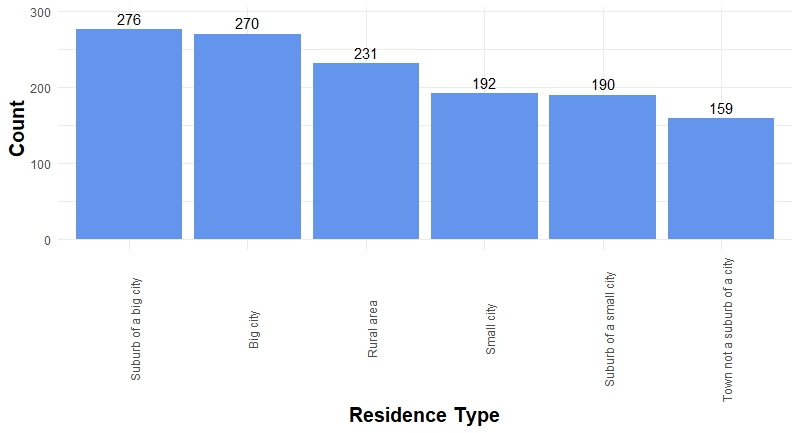 300
200
100
0
Count
276
270
231
192
190
159
Suburb of a big city
Big city
Rural area
Small city
Suburb of a small city
Town not a suburb of a city
Residence Type